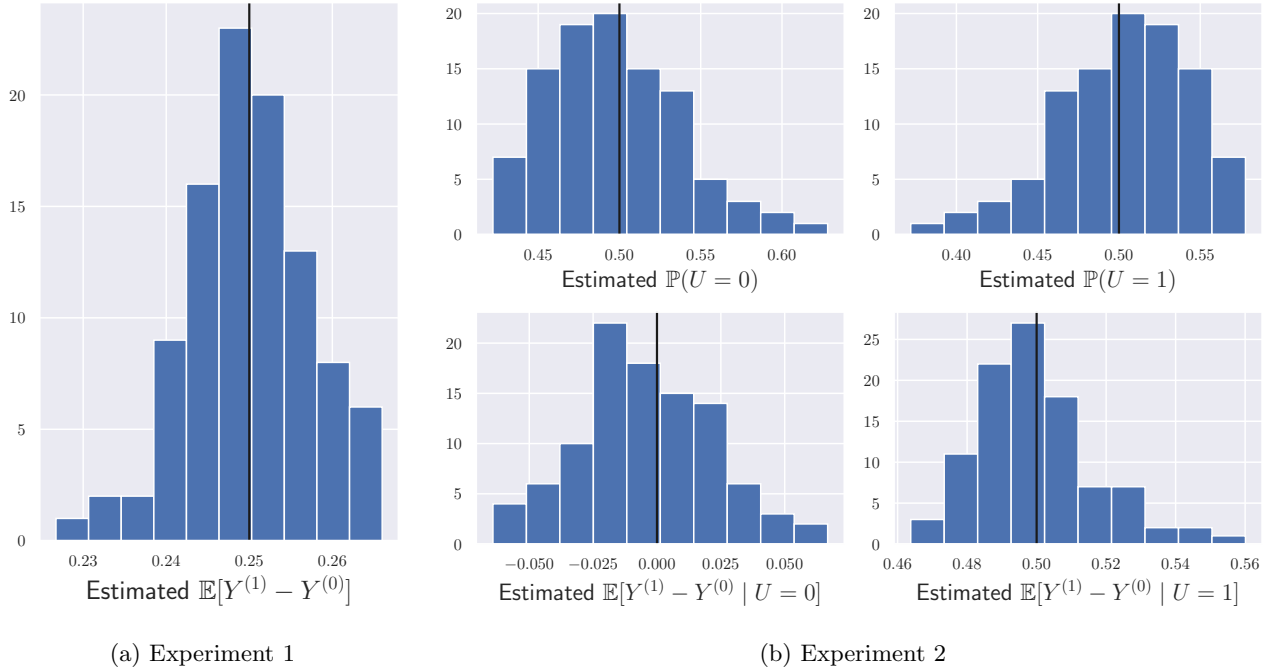 20
15
10
5
0
0.23 0.24 0.25 0.26
Estimated 𝔼[Y⁽¹⁾ − Y⁽⁰⁾]
(a) Experiment 1
20
15
10
5
0
0.45 0.50 0.55 0.60
Estimated ℙ(U = 0)
20
15
10
5
0
0.40 0.45 0.50 0.55
Estimated ℙ(U = 1)
20
15
10
5
0
−0.050 −0.025 0.000 0.025 0.050
Estimated 𝔼[Y⁽¹⁾ − Y⁽⁰⁾ | U = 0]
25
20
15
10
5
0
0.46 0.48 0.50 0.52 0.54 0.56
Estimated 𝔼[Y⁽¹⁾ − Y⁽⁰⁾ | U = 1]
(b) Experiment 2